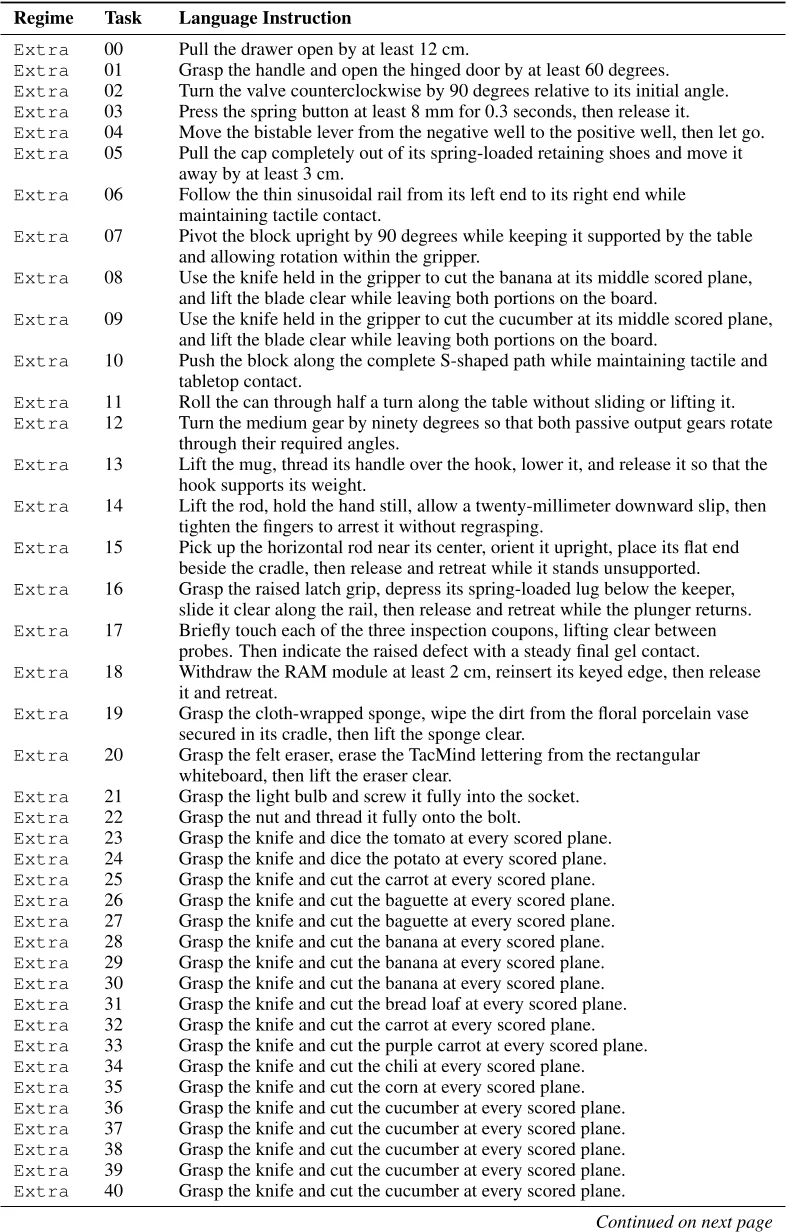 Regime Task Language Instruction
Extra 00 Pull the drawer open by at least 12 cm.
Extra 01 Grasp the handle and open the hinged door by at least 60 degrees.
Extra 02 Turn the valve counterclockwise by 90 degrees relative to its initial angle.
Extra 03 Press the spring button at least 8 mm for 0.3 seconds, then release it.
Extra 04 Move the bistable lever from the negative well to the positive well, then let go.
Extra 05 Pull the cap completely out of its spring-loaded retaining shoes and move it
away by at least 3 cm.
Extra 06 Follow the thin sinusoidal rail from its left end to its right end while
maintaining tactile contact.
Extra 07 Pivot the block upright by 90 degrees while keeping it supported by the table
and allowing rotation within the gripper.
Extra 08 Use the knife held in the gripper to cut the banana at its middle scored plane,
and lift the blade clear while leaving both portions on the board.
Extra 09 Use the knife held in the gripper to cut the cucumber at its middle scored plane,
and lift the blade clear while leaving both portions on the board.
Extra 10 Push the block along the complete S-shaped path while maintaining tactile and
tabletop contact.
Extra 11 Roll the can through half a turn along the table without sliding or lifting it.
Extra 12 Turn the medium gear by ninety degrees so that both passive output gears rotate
through their required angles.
Extra 13 Lift the mug, thread its handle over the hook, lower it, and release it so that the
hook supports its weight.
Extra 14 Lift the rod, hold the hand still, allow a twenty-millimeter downward slip, then
tighten the fingers to arrest it without regrasping.
Extra 15 Pick up the horizontal rod near its center, orient it upright, place its flat end
beside the cradle, then release and retreat while it stands unsupported.
Extra 16 Grasp the raised latch grip, depress its spring-loaded lug below the keeper,
slide it clear along the rail, then release and retreat while the plunger returns.
Extra 17 Briefly touch each of the three inspection coupons, lifting clear between
probes. Then indicate the raised defect with a steady final gel contact.
Extra 18 Withdraw the RAM module at least 2 cm, reinsert its keyed edge, then release
it and retreat.
Extra 19 Grasp the cloth-wrapped sponge, wipe the dirt from the floral porcelain vase
secured in its cradle, then lift the sponge clear.
Extra 20 Grasp the felt eraser, erase the TacMind lettering from the rectangular
whiteboard, then lift the eraser clear.
Extra 21 Grasp the light bulb and screw it fully into the socket.
Extra 22 Grasp the nut and thread it fully onto the bolt.
Extra 23 Grasp the knife and dice the tomato at every scored plane.
Extra 24 Grasp the knife and dice the potato at every scored plane.
Extra 25 Grasp the knife and cut the carrot at every scored plane.
Extra 26 Grasp the knife and cut the baguette at every scored plane.
Extra 27 Grasp the knife and cut the baguette at every scored plane.
Extra 28 Grasp the knife and cut the banana at every scored plane.
Extra 29 Grasp the knife and cut the banana at every scored plane.
Extra 30 Grasp the knife and cut the banana at every scored plane.
Extra 31 Grasp the knife and cut the bread loaf at every scored plane.
Extra 32 Grasp the knife and cut the carrot at every scored plane.
Extra 33 Grasp the knife and cut the purple carrot at every scored plane.
Extra 34 Grasp the knife and cut the chili at every scored plane.
Extra 35 Grasp the knife and cut the corn at every scored plane.
Extra 36 Grasp the knife and cut the cucumber at every scored plane.
Extra 37 Grasp the knife and cut the cucumber at every scored plane.
Extra 38 Grasp the knife and cut the cucumber at every scored plane.
Extra 39 Grasp the knife and cut the cucumber at every scored plane.
Extra 40 Grasp the knife and cut the cucumber at every scored plane.
Continued on next page